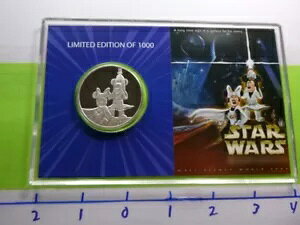 LIMITED EDITION OF 1000
A long time ago in a galaxy far, far away...
STAR
WARS
WALT DISNEY WORLD
2 1 0 1 2 3 4